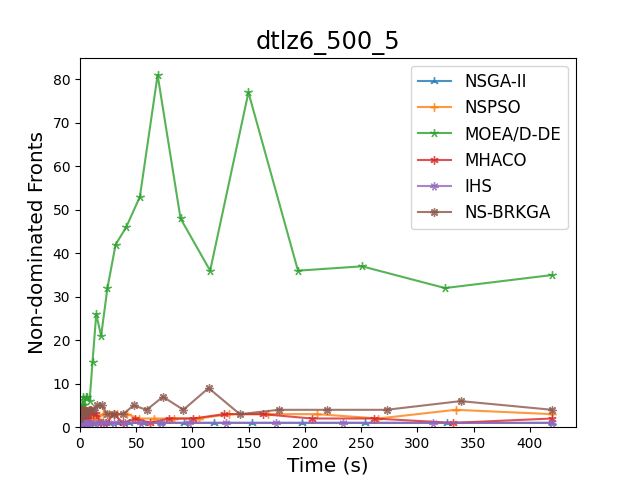 dtlz6_500_5
Non-dominated Fronts
80
70
60
50
40
30
20
10
0
NSGA-II
NSPSO
MOEA/D-DE
MHACO
IHS
NS-BRKGA
0 50 100 150 200 250 300 350 400
Time (s)